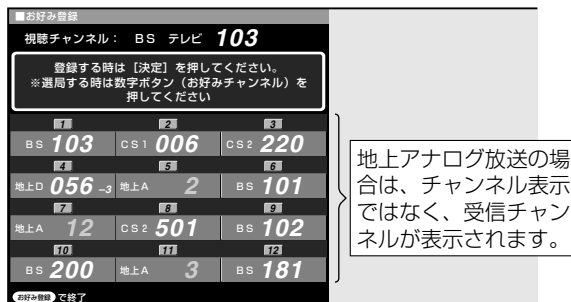 ■お好み登録
視聴チャンネル： BS テレビ 103
登録する時は［決定］を押してください。
※選局する時は数字ボタン（お好みチャンネル）を
押してください
1 2 3
BS 103 CS1 006 CS2 220
4 5 6
地上D 056 -3 地上A 2 BS 101
7 8 9
地上A 12 CS2 501 BS 102
10 11 12
BS 200 地上A 3 BS 181
お好み登録 で終了
地上アナログ放送の場
合は、チャンネル表示
ではなく、受信チャン
ネルが表示されます。